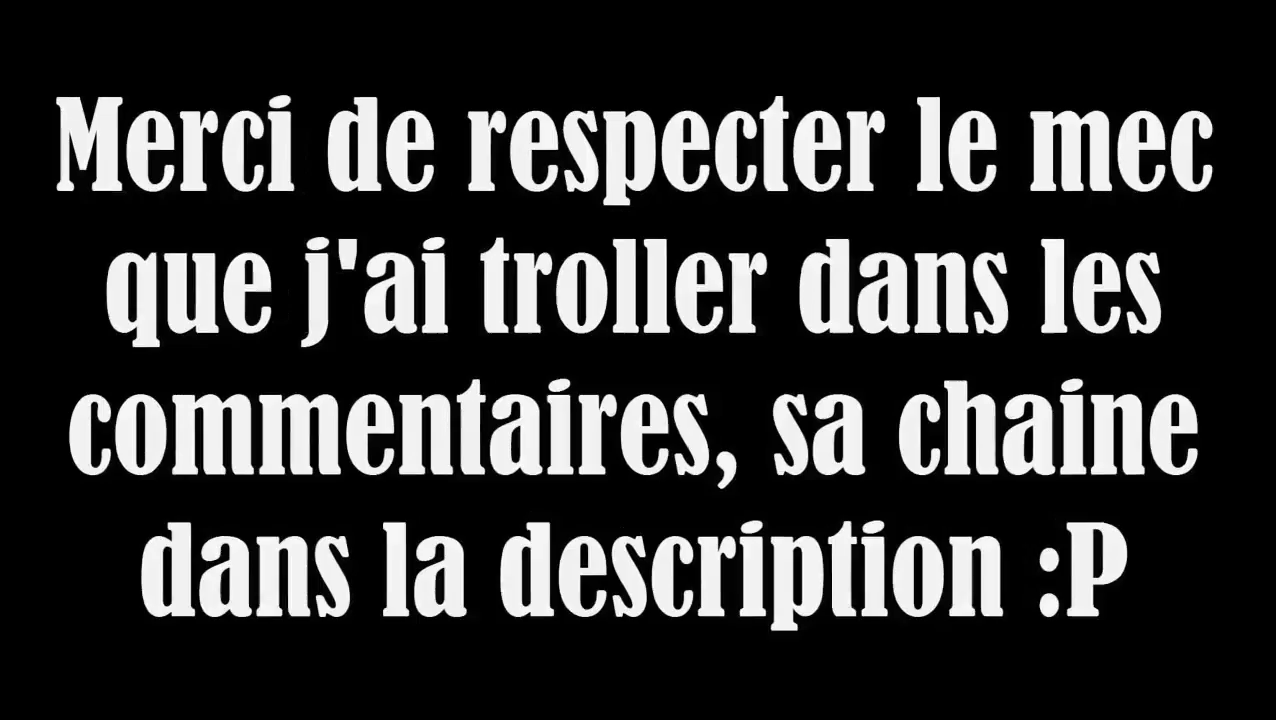 Merci de respecter le mec
que j'ai troller dans les
commentaires, sa chaine
dans la description :P